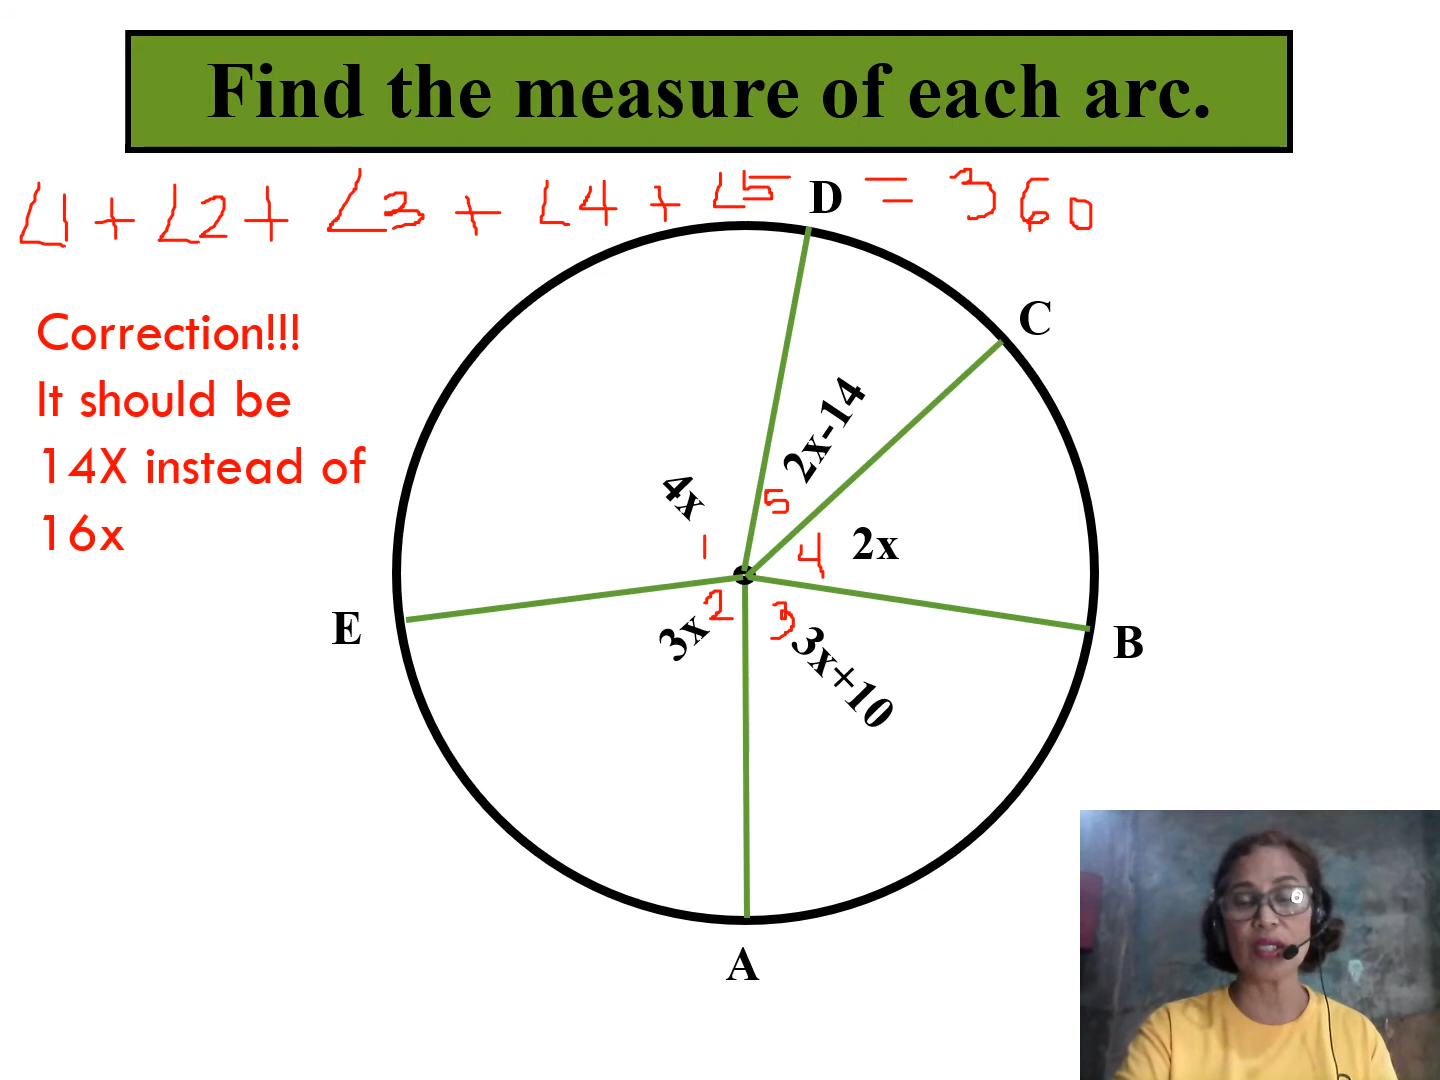 Find the measure of each arc.
∠1 + ∠2 + ∠3 + ∠4 + ∠5 = 360
D
C
Correction!!!
It should be
14X instead of
16x
2x-14
4x
5
1
4
2x
E
2
3x
3
3x+10
B
A